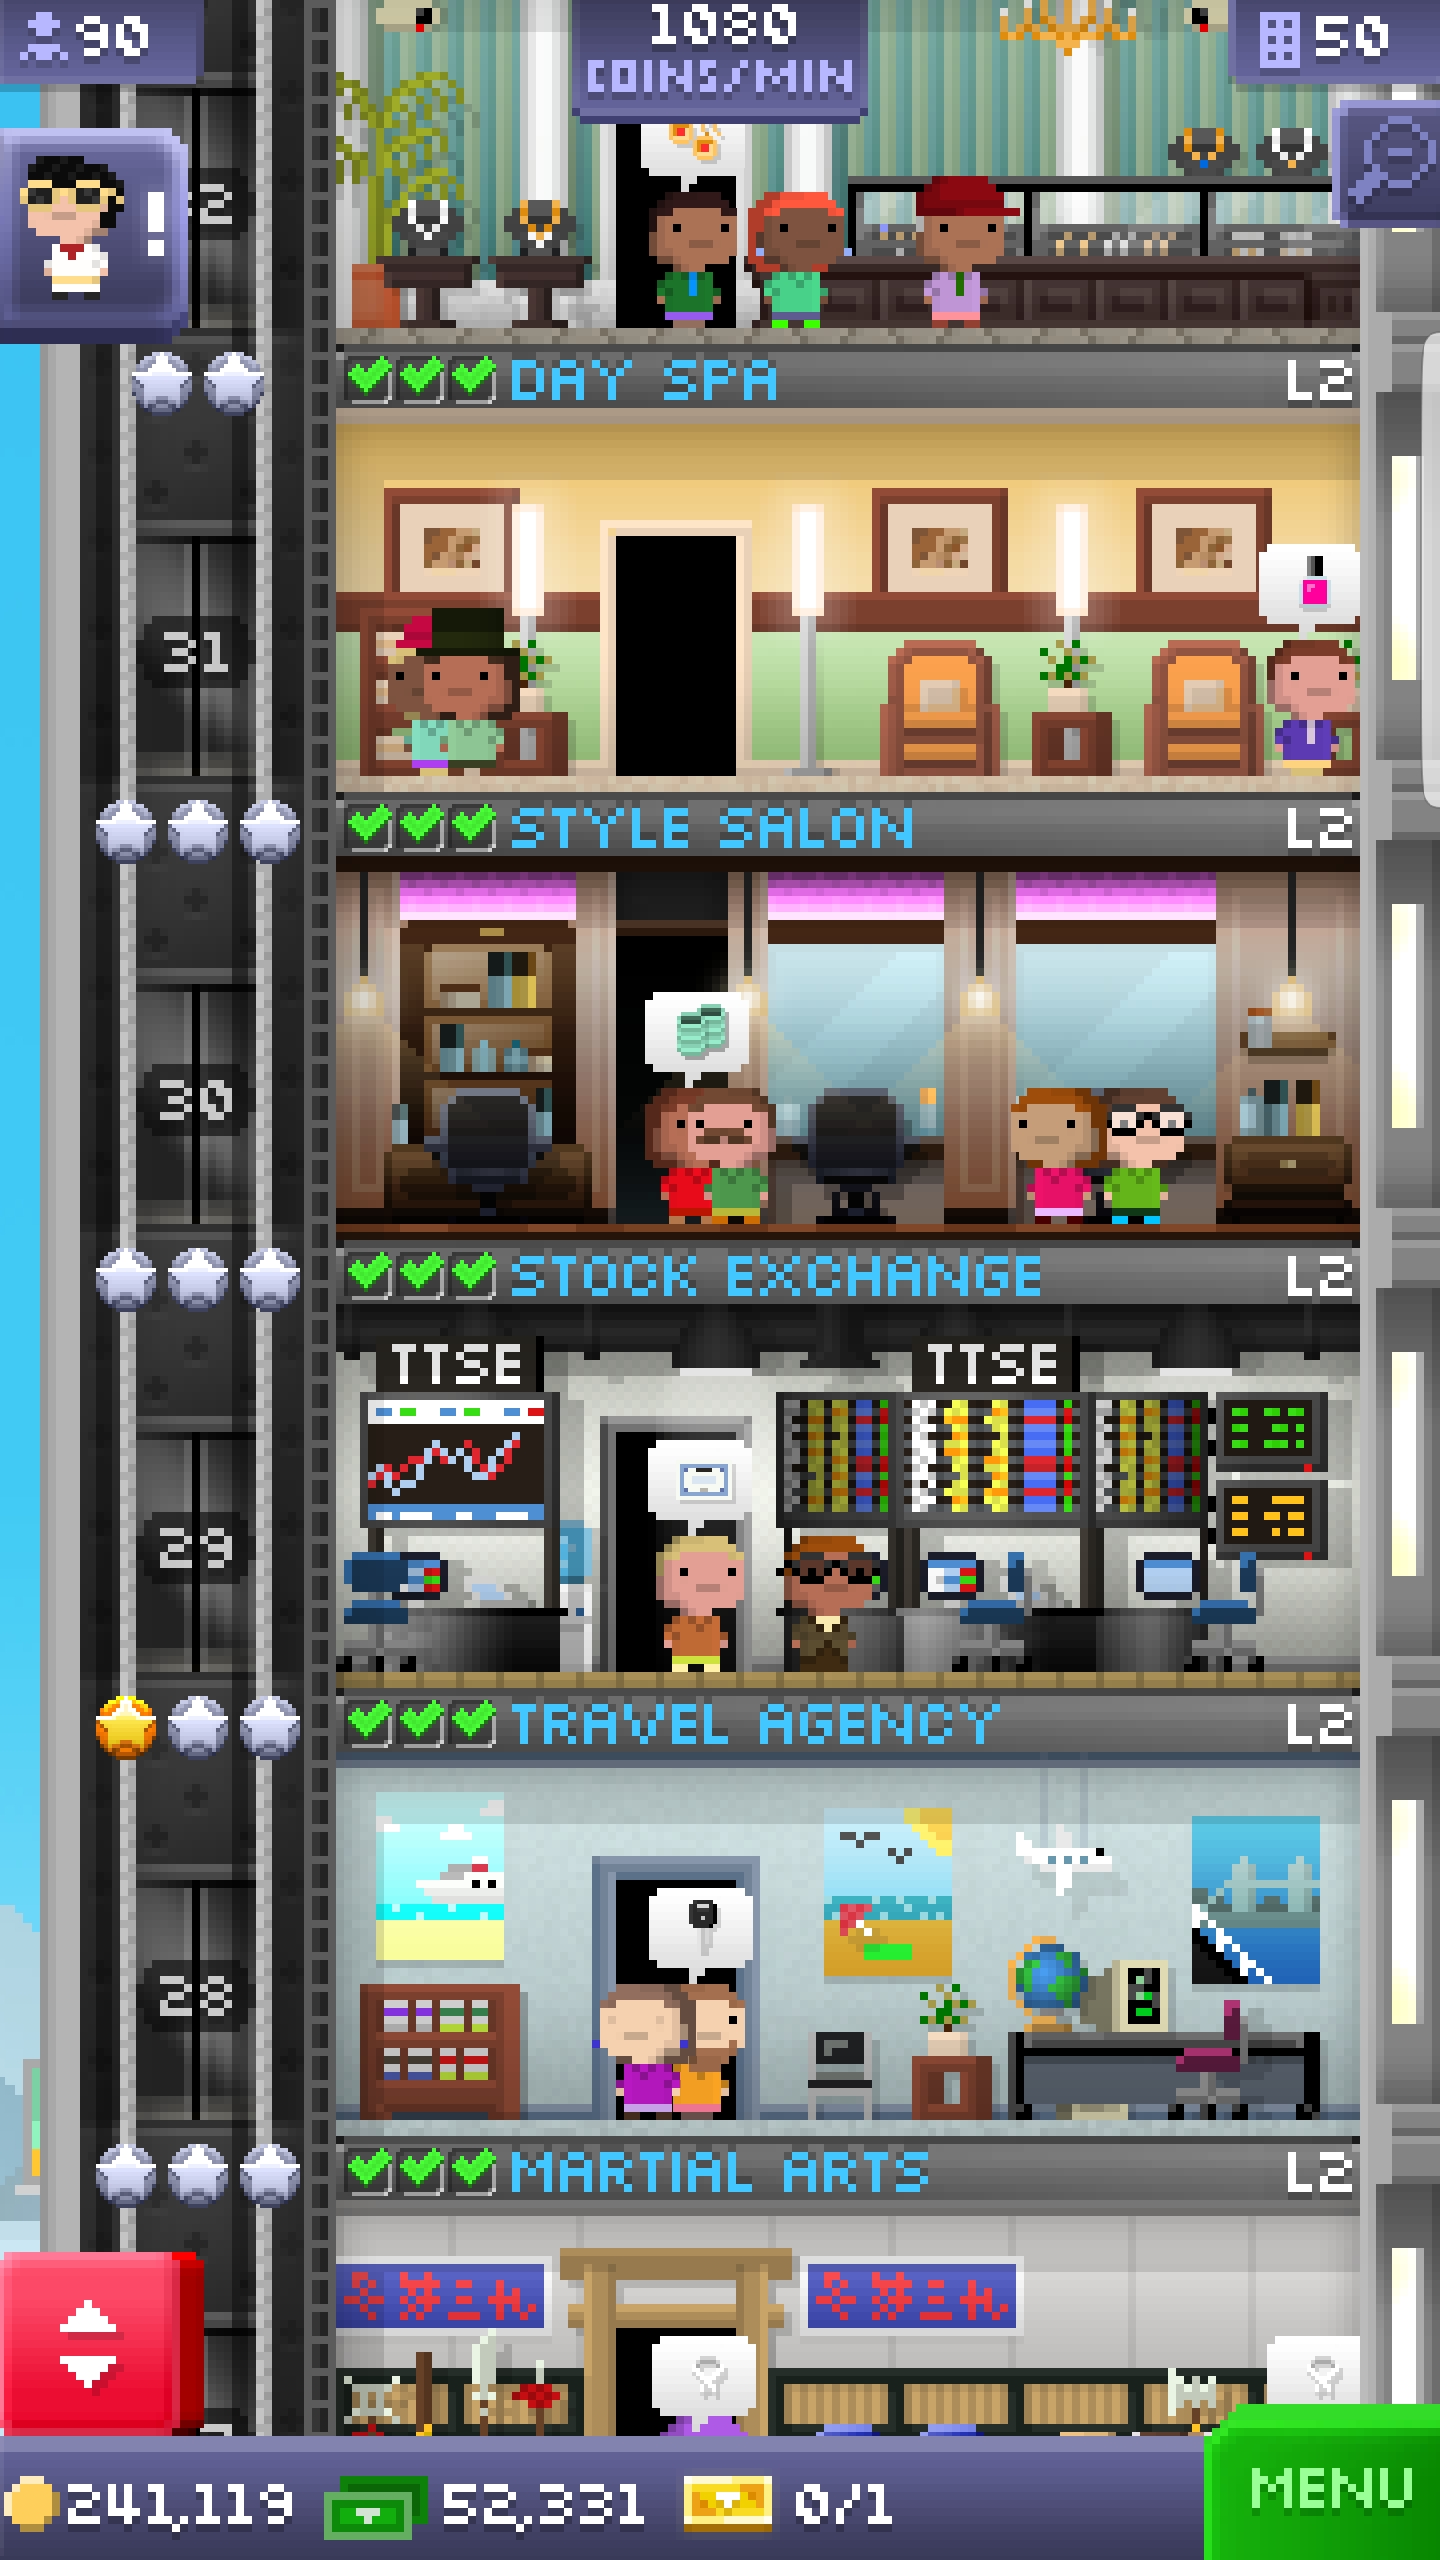 90
1080
COINS/MIN
50
!
DAY SPA
L2
31
STYLE SALON
L2
30
STOCK EXCHANGE
L2
TTSE
TTSE
29
TRAVEL AGENCY
L2
28
MARTIAL ARTS
L2
241,119
52,331
0/1
MENU